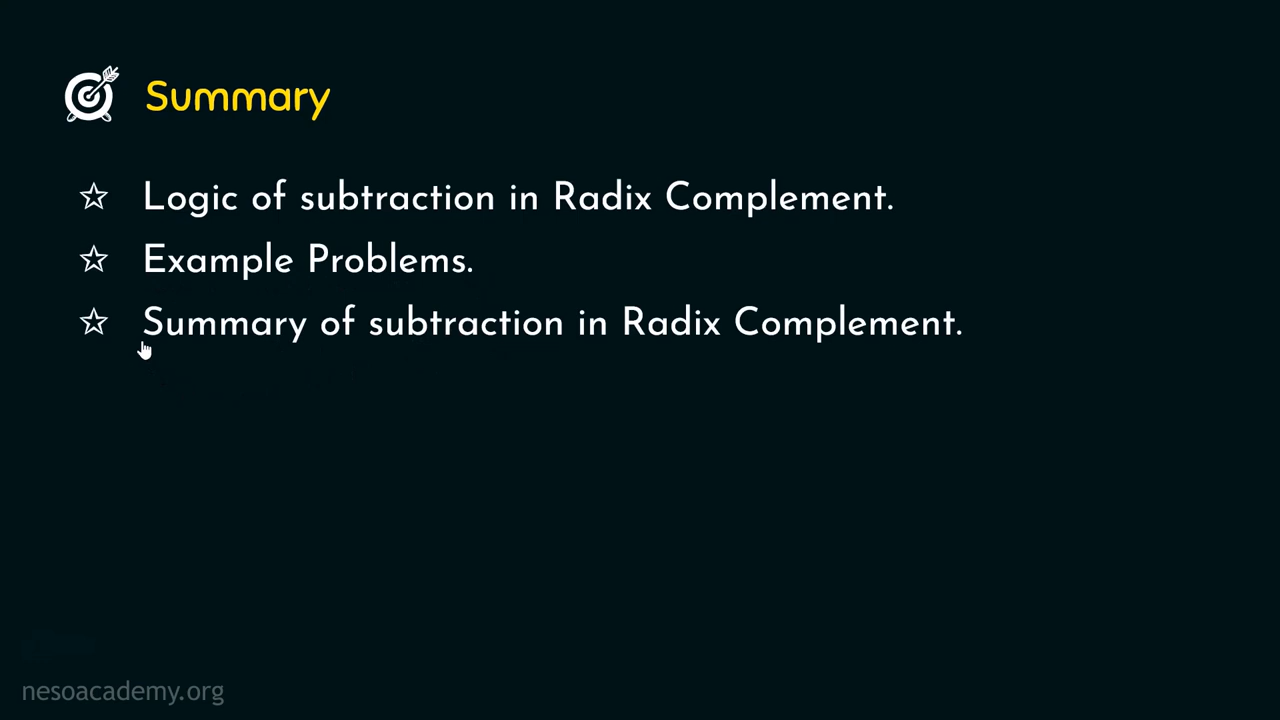 Summary
☆ Logic of subtraction in Radix Complement.
☆ Example Problems.
☆ Summary of subtraction in Radix Complement.
nesoacademy.org